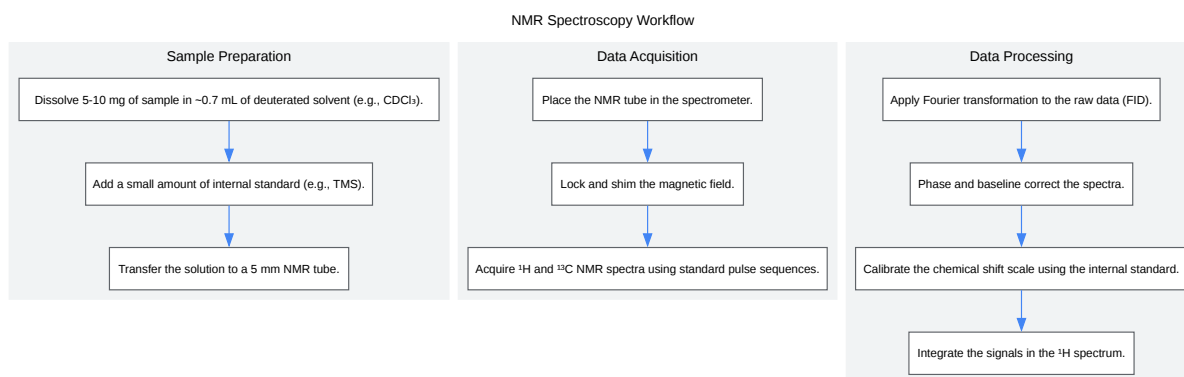 NMR Spectroscopy Workflow
Sample Preparation
Dissolve 5-10 mg of sample in ~0.7 mL of deuterated solvent (e.g., CDCl₃).
Add a small amount of internal standard (e.g., TMS).
Transfer the solution to a 5 mm NMR tube.
Data Acquisition
Place the NMR tube in the spectrometer.
Lock and shim the magnetic field.
Acquire ¹H and ¹³C NMR spectra using standard pulse sequences.
Data Processing
Apply Fourier transformation to the raw data (FID).
Phase and baseline correct the spectra.
Calibrate the chemical shift scale using the internal standard.
Integrate the signals in the ¹H spectrum.